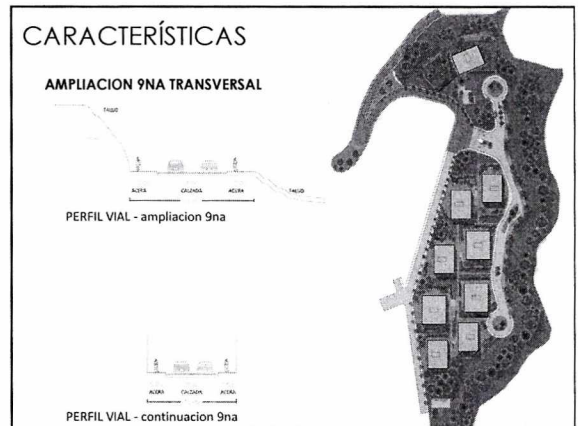 CARACTERÍSTICAS
AMPLIACION 9NA TRANSVERSAL
TALUD
ACERA CALZADA ACERA TALUD
PERFIL VIAL - ampliacion 9na
ACERA CALZADA ACERA
PERFIL VIAL - continuacion 9na